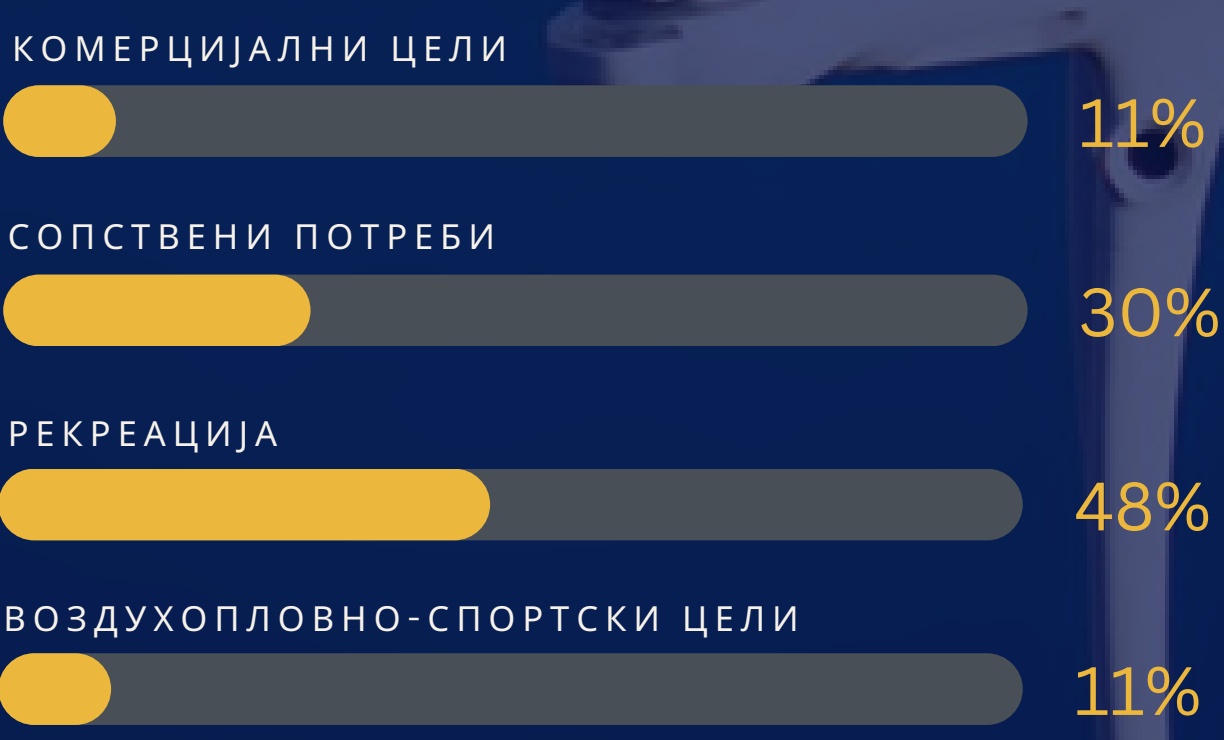 КОМЕРЦИЈАЛНИ ЦЕЛИ
11%
СОПСТВЕНИ ПОТРЕБИ
30%
РЕКРЕАЦИЈА
48%
ВОЗДУХОПЛОВНО-СПОРТСКИ ЦЕЛИ
11%